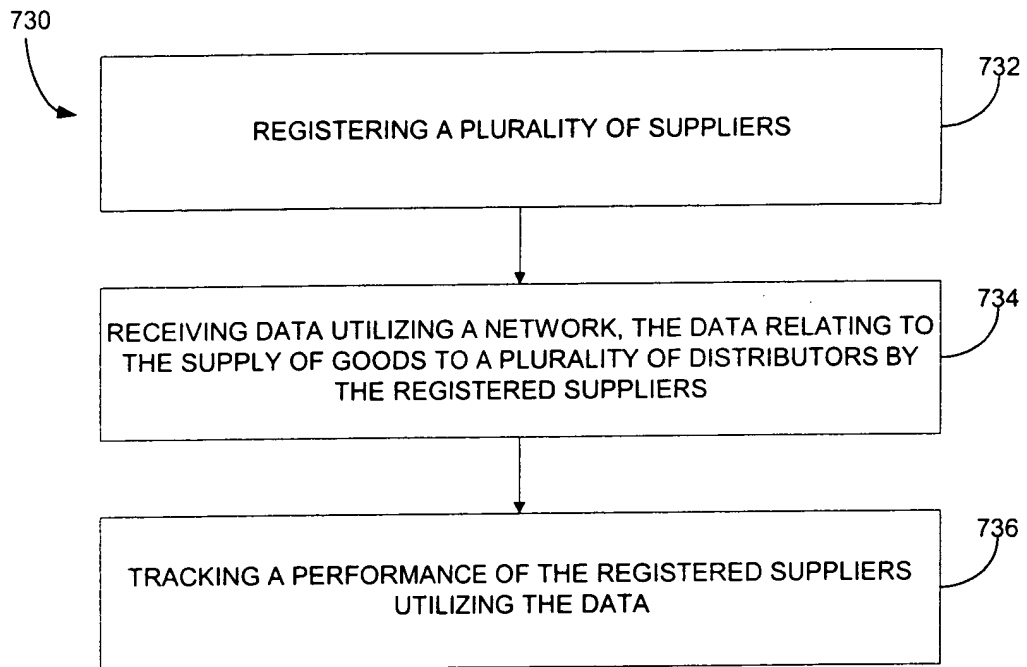 730
732
REGISTERING A PLURALITY OF SUPPLIERS
734
RECEIVING DATA UTILIZING A NETWORK, THE DATA RELATING TO
THE SUPPLY OF GOODS TO A PLURALITY OF DISTRIBUTORS BY
THE REGISTERED SUPPLIERS
736
TRACKING A PERFORMANCE OF THE REGISTERED SUPPLIERS
UTILIZING THE DATA